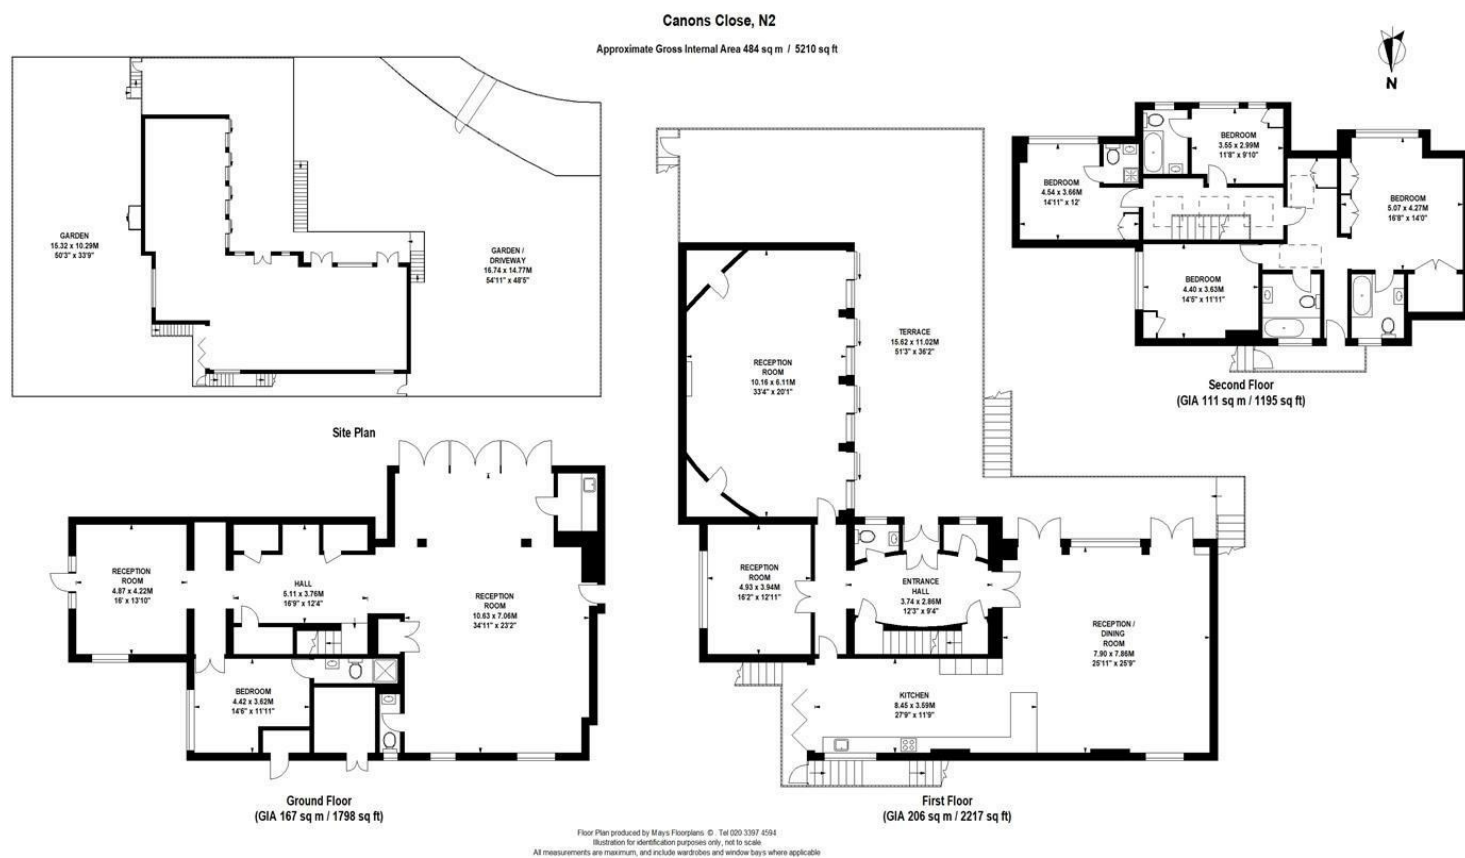 Canons Close, N2
Approximate Gross Internal Area 484 sq m / 5210 sq ft
N
GARDEN
15.32 x 10.29M
50'3" x 33'9"
GARDEN /
DRIVEWAY
16.74 x 14.77M
54'11" x 48'5"
Site Plan
BEDROOM
4.54 x 3.66M
14'11" x 12'
BEDROOM
3.55 x 2.99M
11'8" x 9'10"
BEDROOM
5.07 x 4.27M
16'8" x 14'0"
BEDROOM
4.40 x 3.63M
14'5" x 11'11"
Second Floor
(GIA 111 sq m / 1195 sq ft)
RECEPTION
ROOM
4.87 x 4.22M
16' x 13'10"
HALL
5.11 x 3.76M
16'9" x 12'4"
RECEPTION
ROOM
10.63 x 7.06M
34'11" x 23'2"
BEDROOM
4.42 x 3.62M
14'6" x 11'11"
Ground Floor
(GIA 167 sq m / 1798 sq ft)
RECEPTION
ROOM
10.16 x 6.11M
33'4" x 20'1"
TERRACE
15.62 x 11.02M
51'3" x 36'2"
RECEPTION
ROOM
4.93 x 3.94M
16'2" x 12'11"
ENTRANCE
HALL
3.74 x 2.86M
12'3" x 9'4"
RECEPTION /
DINING
ROOM
7.90 x 7.86M
25'11" x 25'9"
KITCHEN
8.45 x 3.59M
27'9" x 11'9"
First Floor
(GIA 206 sq m / 2217 sq ft)
Floor Plan produced by Mays Floorplans © . Tel 020 3397 4594
Illustration for identification purposes only, not to scale
All measurements are maximum, and include wardrobes and window bays where applicable